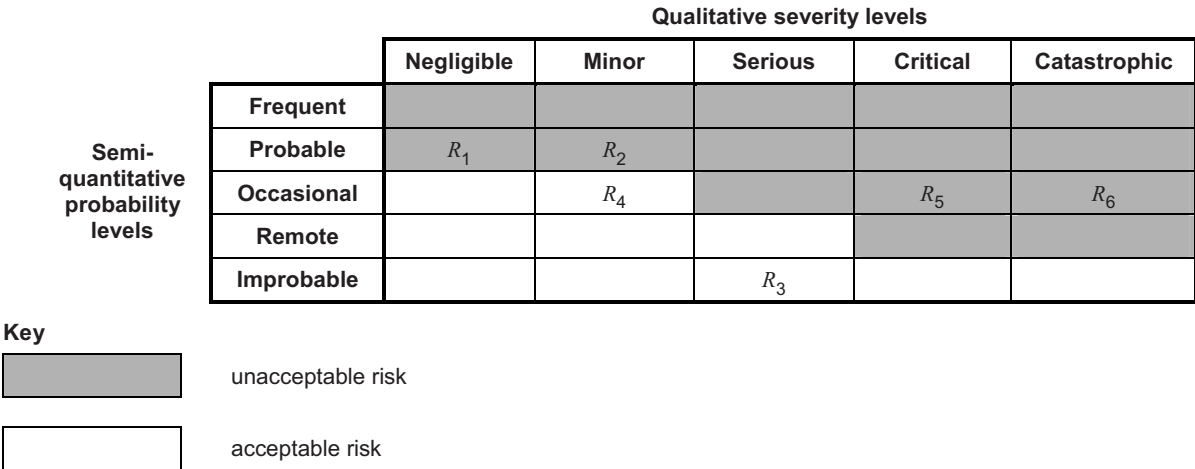 Qualitative severity levels
Negligible Minor Serious Critical Catastrophic
Semi-
quantitative
probability
levels
Frequent
Probable R1 R2
Occasional R4 R5 R6
Remote
Improbable R3
Key
unacceptable risk
acceptable risk